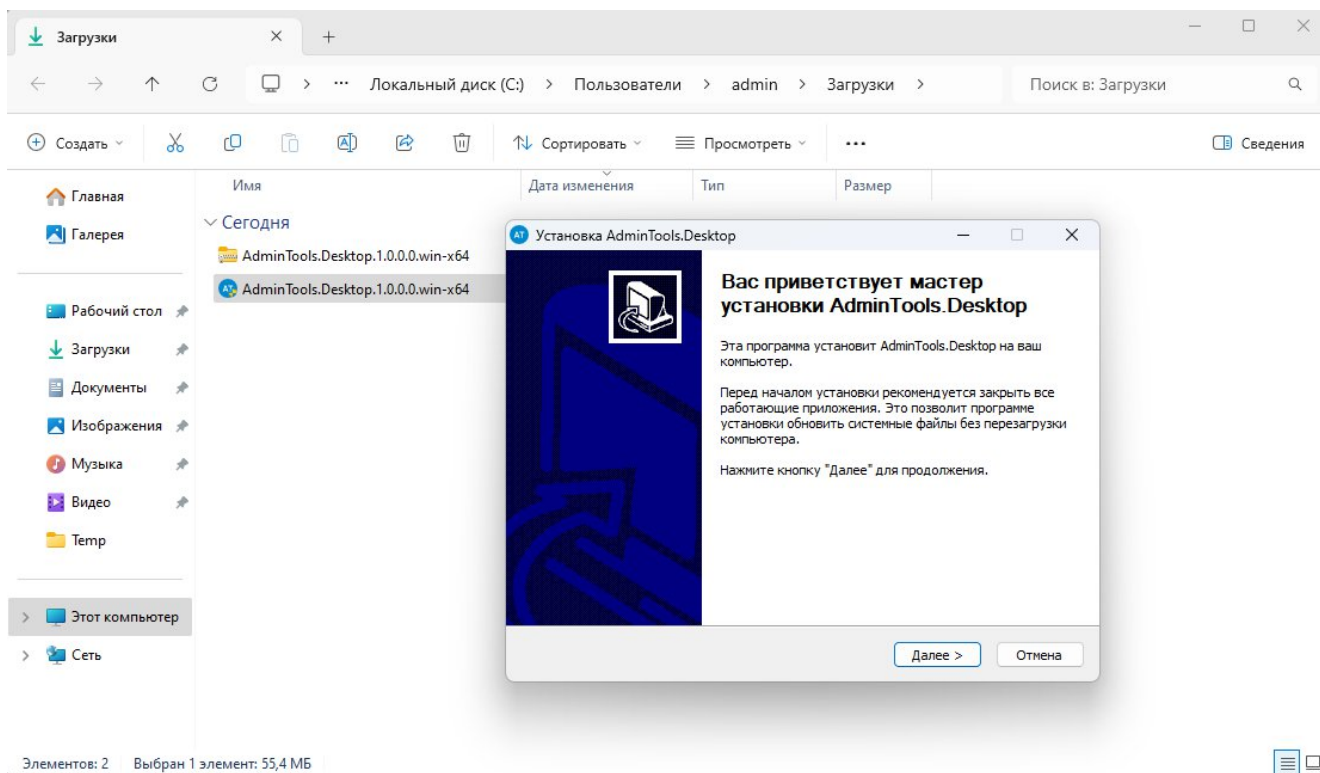 Загрузки
Локальный диск (C:) > Пользователи > admin > Загрузки >
Поиск в: Загрузки
Создать
Сортировать
Просмотреть
Сведения
Имя
Дата изменения
Тип
Размер
Главная
Галерея
Рабочий стол
Загрузки
Документы
Изображения
Музыка
Видео
Temp
Этот компьютер
Сеть
Сегодня
AdminTools.Desktop.1.0.0.0.win-x64
AdminTools.Desktop.1.0.0.0.win-x64
AT Установка AdminTools.Desktop
Вас приветствует мастер
установки AdminTools.Desktop
Эта программа установит AdminTools.Desktop на ваш
компьютер.
Перед началом установки рекомендуется закрыть все
работающие приложения. Это позволит программе
установки обновить системные файлы без перезагрузки
компьютера.
Нажмите кнопку "Далее" для продолжения.
Далее >
Отмена
Элементов: 2
Выбран 1 элемент: 55,4 МБ